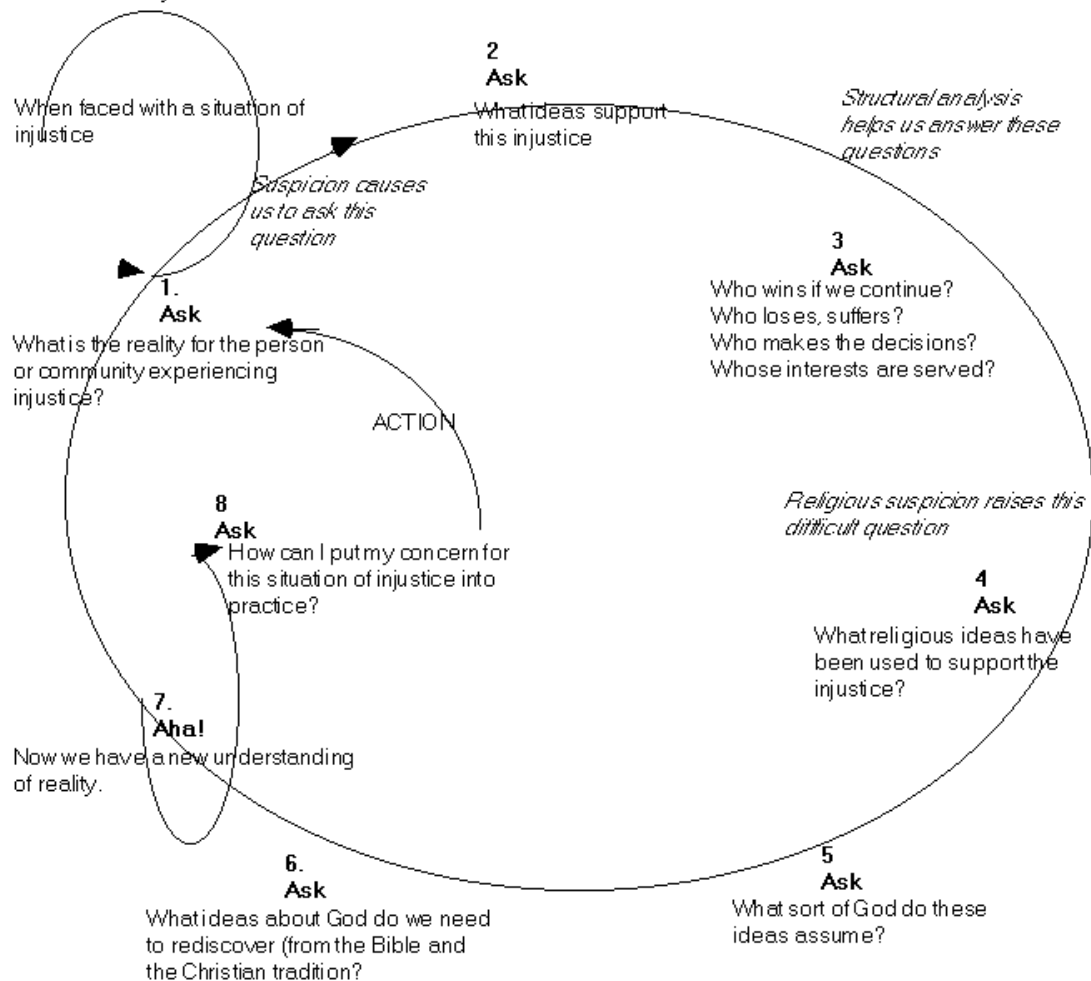 When faced with a situation of
injustice
Suspicion causes
us to ask this
question
1.
Ask
What is the reality for the person
or community experiencing
injustice?
2
Ask
What ideas support
this injustice
Structural analysis
helps us answer these
questions
3
Ask
Who wins if we continue?
Who loses, suffers?
Who makes the decisions?
Whose interests are served?
Religious suspicion raises this
diffficult question
4
Ask
What religious ideas have
been used to support the
injustice?
5
Ask
What sort of God do these
ideas assume?
6.
Ask
What ideas about God do we need
to rediscover (from the Bible and
the Christian tradition?
7.
Aha!
Now we have a new understanding
of reality.
8
Ask
How can I put my concern for
this situation of injustice into
practice?
ACTION